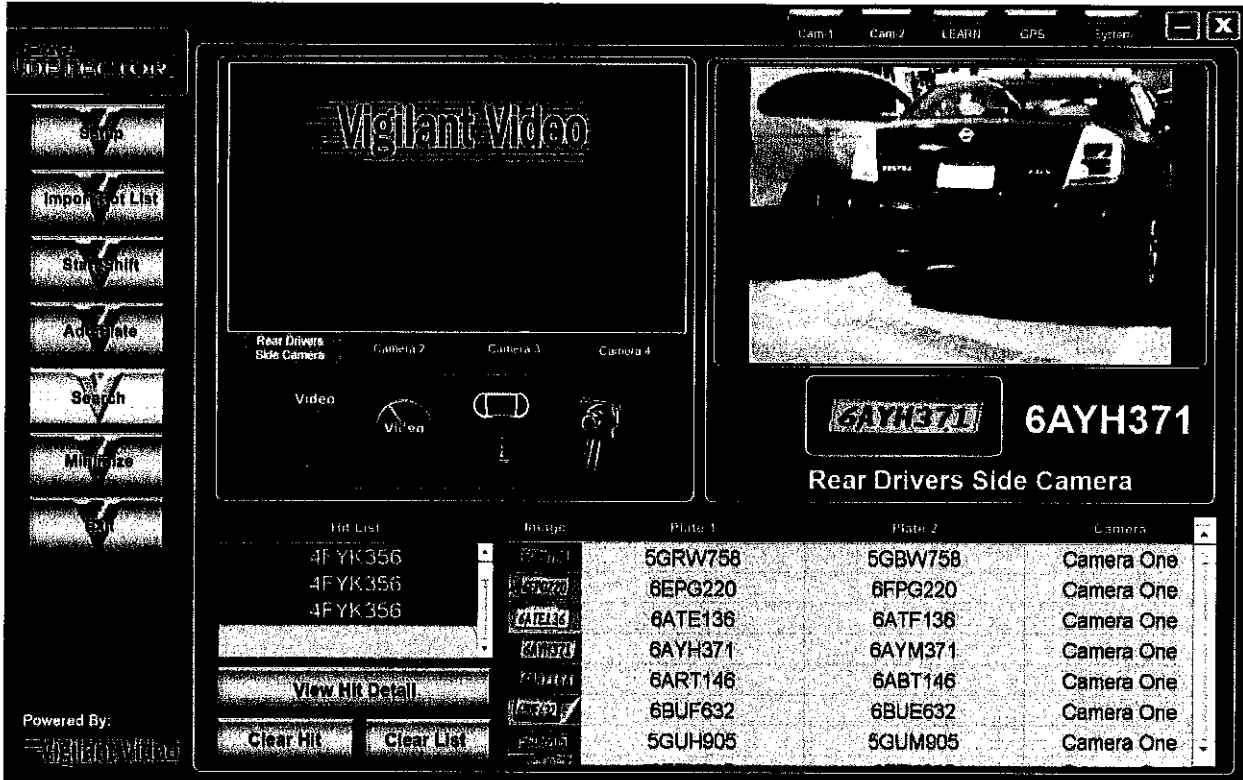 Cam-1 Cam-2 LEARN GPS System
DETECTOR
Setup
Import Hot List
Start Shift
Add Plate
Search
Minimize
Exit
Powered By:
Vigilant Video
Vigilant Video
Rear Drivers
Side Camera
Camera 2 Camera 3 Camera 4
Video
Video
6AYH371 6AYH371
Rear Drivers Side Camera
Hit List
4FYK356
4FYK356
4FYK356
View Hit Detail
Clear Hit Clear List
Image Plate 1 Plate 2 Camera
5GRW758 5GBW758 Camera One
6EPG220 6FPG220 Camera One
6ATE136 6ATE136 6ATF136 Camera One
6AYH371 6AYH371 6AYM371 Camera One
6ART146 6ABT146 Camera One
6BUF632 6BUE632 Camera One
5GUH905 5GUM905 Camera One